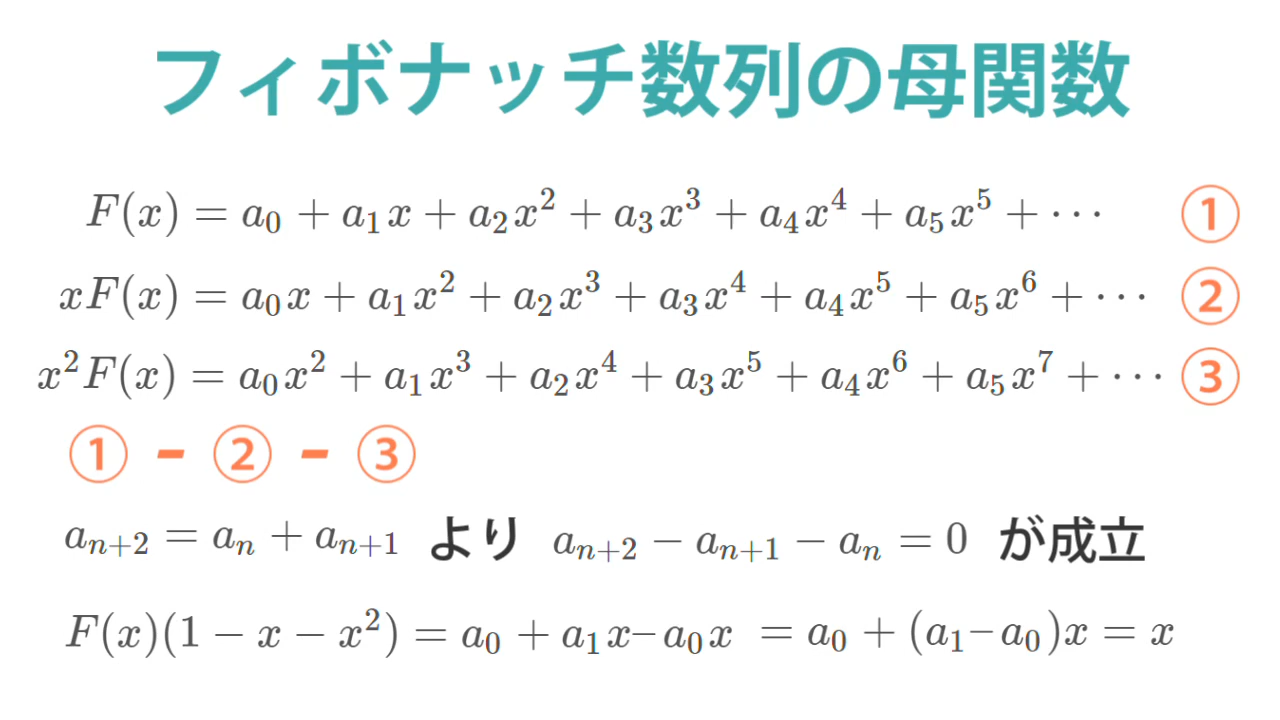 フィボナッチ数列の母関数
F(x) = a₀ + a₁x + a₂x² + a₃x³ + a₄x⁴ + a₅x⁵ + ··· ①
xF(x) = a₀x + a₁x² + a₂x³ + a₃x⁴ + a₄x⁵ + a₅x⁶ + ··· ②
x²F(x) = a₀x² + a₁x³ + a₂x⁴ + a₃x⁵ + a₄x⁶ + a₅x⁷ + ··· ③
① - ② - ③
aₙ₊₂ = aₙ + aₙ₊₁ より aₙ₊₂ − aₙ₊₁ − aₙ = 0 が成立
F(x)(1 − x − x²) = a₀ + a₁x–a₀x = a₀ + (a₁–a₀)x = x